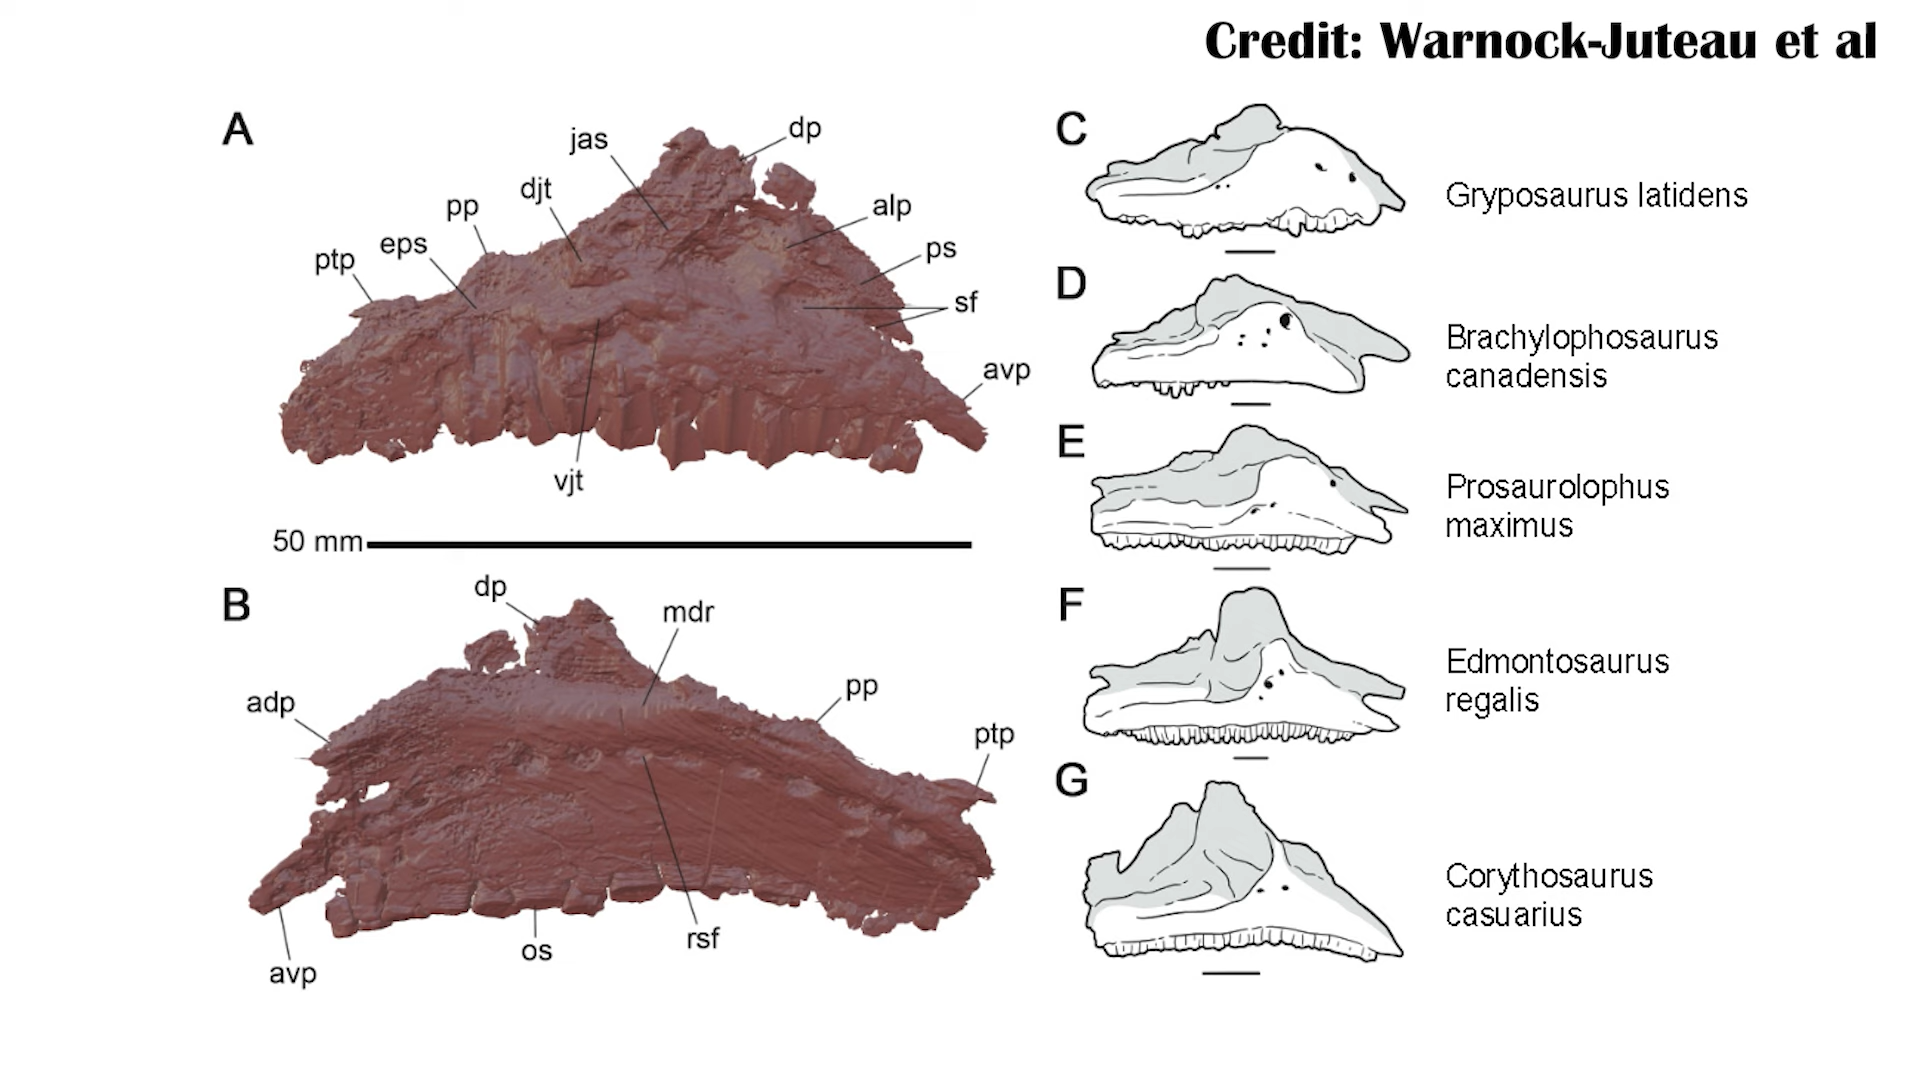 Credit: Warnock-Juteau et al
A
jas
dp
djt
pp
alp
eps
ptp
ps
sf
avp
vjt
50 mm
B
dp
mdr
adp
pp
ptp
rsf
os
avp
C
Gryposaurus latidens
D
Brachylophosaurus
canadensis
E
Prosaurolophus
maximus
F
Edmontosaurus
regalis
G
Corythosaurus
casuarius